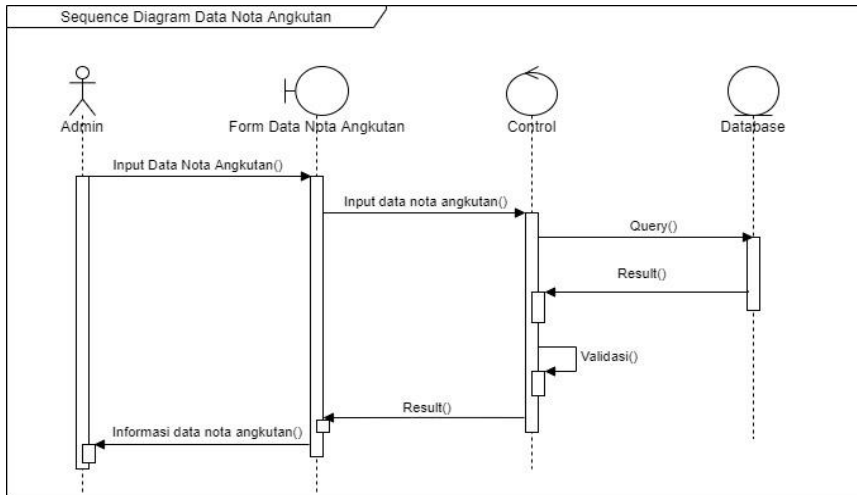 Sequence Diagram Data Nota Angkutan
Admin
Form Data Nota Angkutan
Control
Database
Input Data Nota Angkutan()
Input data nota angkutan()
Query()
Result()
Validasi()
Result()
Informasi data nota angkutan()